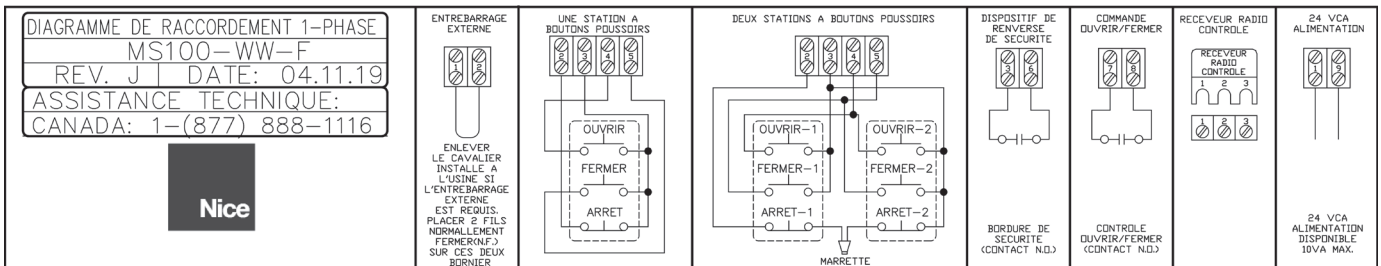 DIAGRAMME DE RACCORDEMENT 1-PHASE
MS100-WW-F
REV. J DATE: 04.11.19
ASSISTANCE TECHNIQUE:
CANADA: 1-(877) 888-1116
Nice
ENTREBARRAGE
EXTERNE
1 2
ENLEVER
LE CAVALIER
INSTALLE A
L'USINE SI
L'ENTREBARRAGE
EXTERNE
EST REQUIS.
PLACER 2 FILS
NORMALLEMENT
FERMER(N.F.)
SUR CES DEUX
BORNIER
UNE STATION A
BOUTONS POUSSOIRS
2 3 4 5
OUVRIR
FERMER
ARRET
DEUX STATIONS A BOUTONS POUSSOIRS
2 3 4 5
OUVRIR-1 OUVRIR-2
FERMER-1 FERMER-2
ARRET-1 ARRET-2
MARRETTE
DISPOSITIF DE
RENVERSE
DE SECURITE
3 6
BORDURE DE
SECURITE
(CONTACT N.O.)
COMMANDE
OUVRIR/FERMER
7 8
CONTROLE
OUVRIR/FERMER
(CONTACT N.O.)
RECEVEUR RADIO
CONTROLE
RECEVEUR
RADIO
CONTROLE
1 2 3
1 2 3
24 VCA
ALIMENTATION
1 9
24 VCA
ALIMENTATION
DISPONIBLE
10VA MAX.